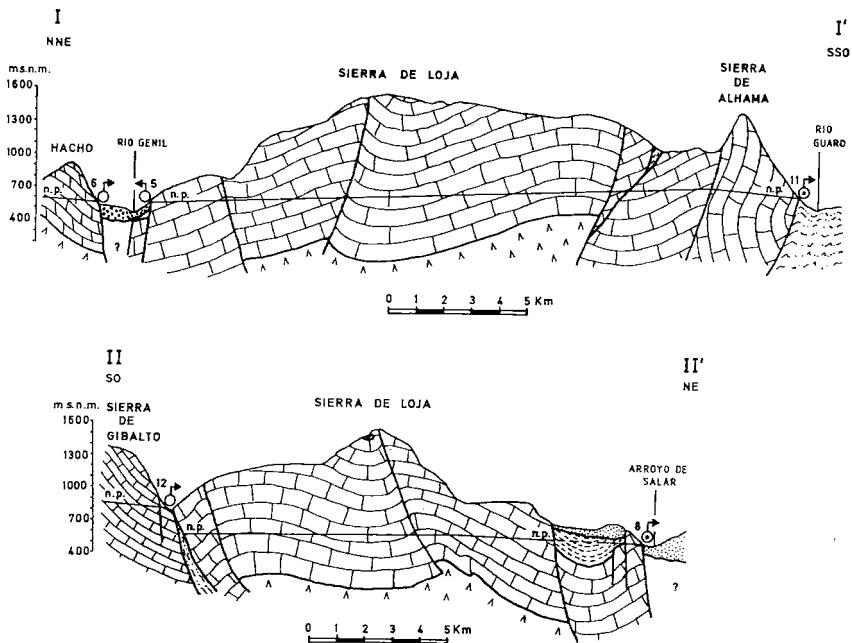 I
NNE
I'
SSO
m.s.n.m.
1600
1300
1000
700
400
SIERRA DE LOJA
SIERRA
DE
ALHAMA
HACHO
RIO GENIL
RIO
GUARO
n.p.
6
5
n.p.
n.p.
11
0 1 2 3 4 5 Km
II
SO
II'
NE
m.s.n.m.
1500
1300
1000
700
400
SIERRA
DE
GIBALTO
SIERRA DE LOJA
ARROYO DE
SALAR
n.p.
12
n.p.
n.p.
8
?
?
0 1 2 3 4 5 Km